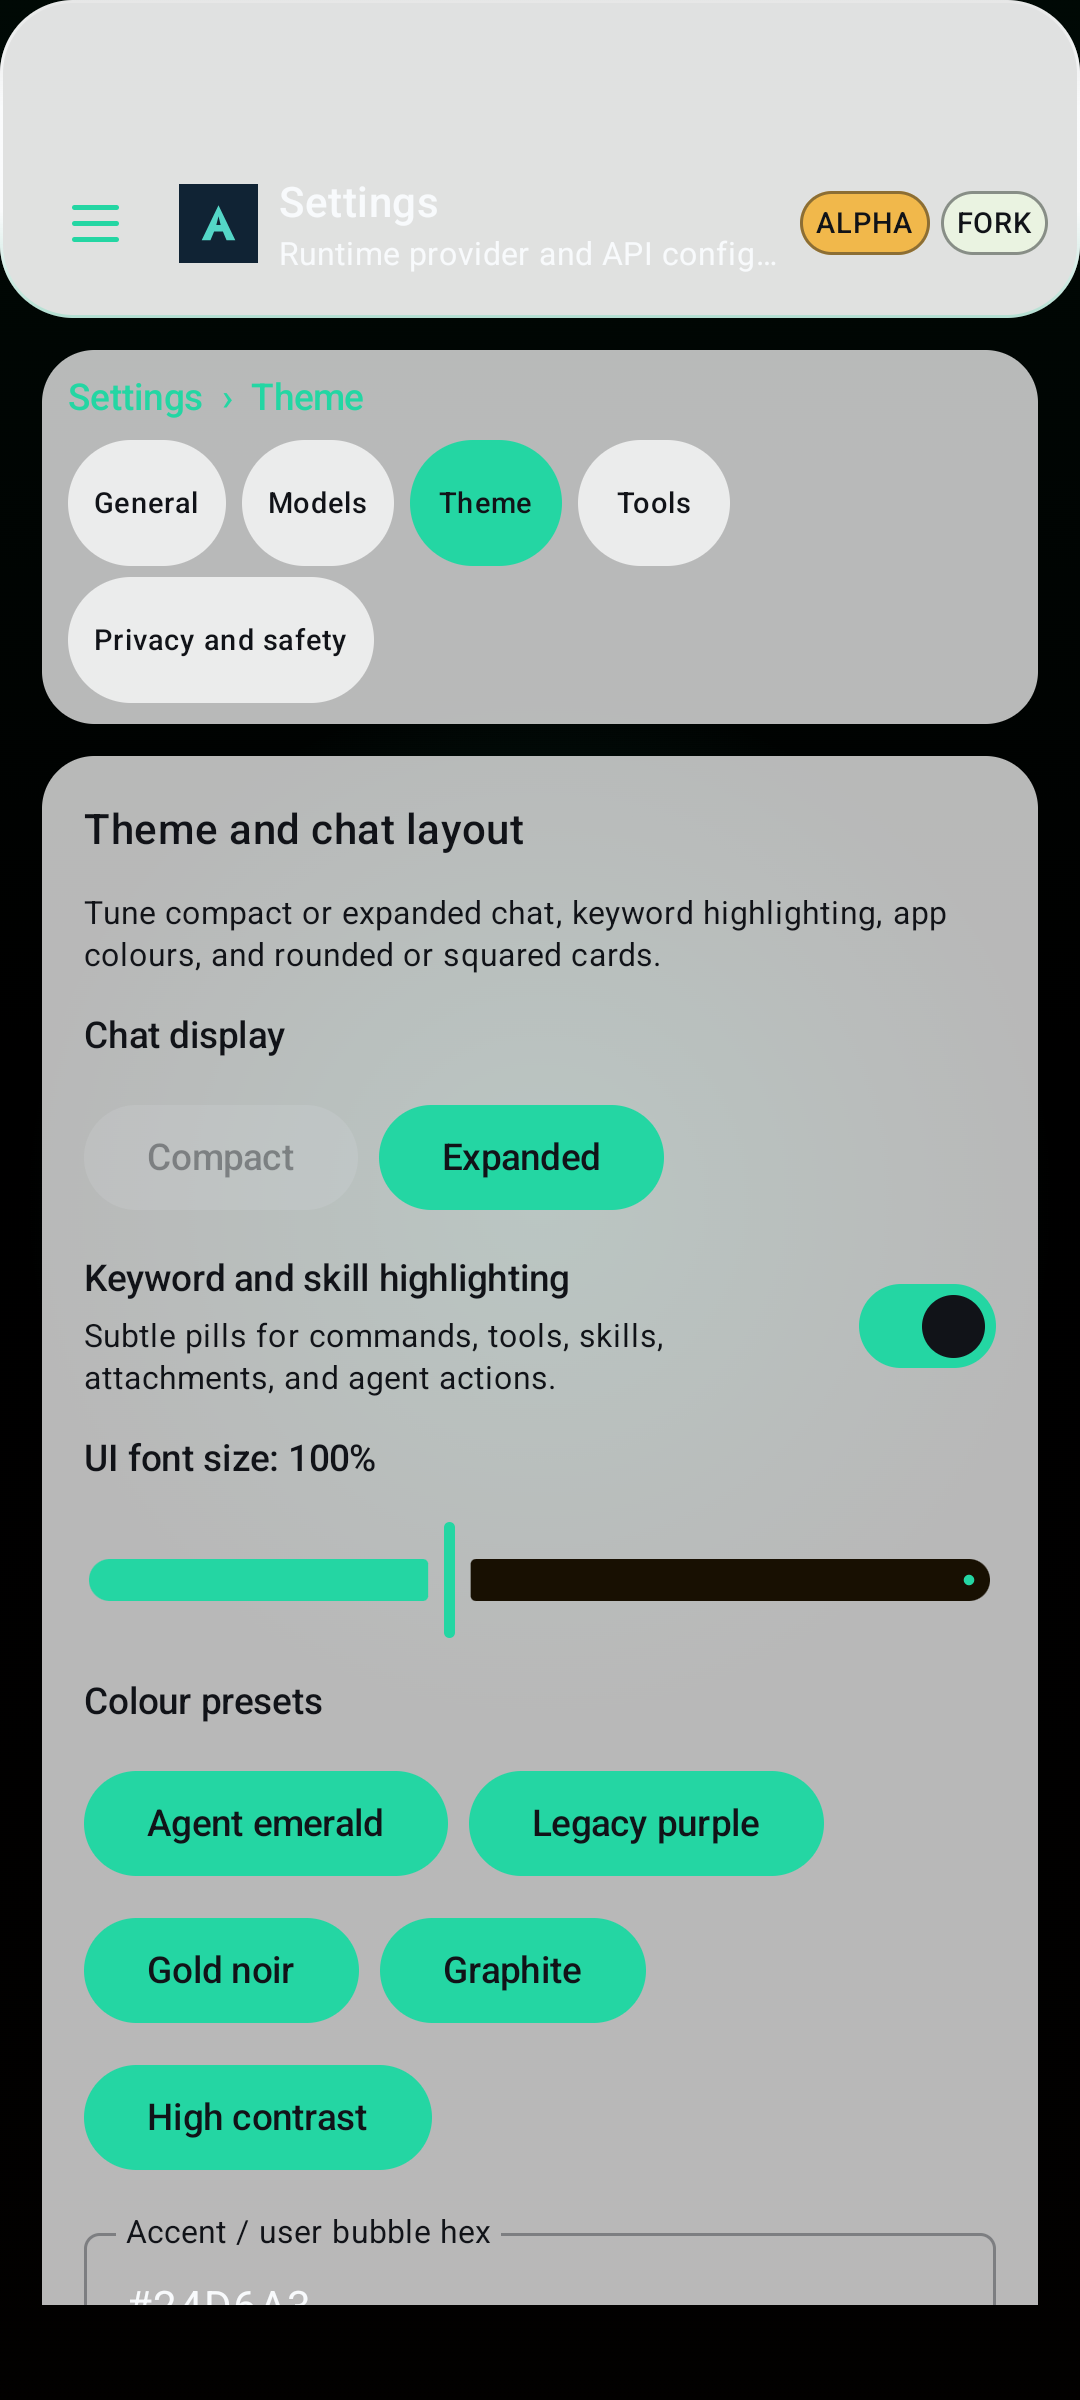 Settings
Runtime provider and API config...
ALPHA
FORK
Settings › Theme
General
Models
Theme
Tools
Privacy and safety
Theme and chat layout
Tune compact or expanded chat, keyword highlighting, app
colours, and rounded or squared cards.
Chat display
Compact
Expanded
Keyword and skill highlighting
Subtle pills for commands, tools, skills,
attachments, and agent actions.
UI font size: 100%
Colour presets
Agent emerald
Legacy purple
Gold noir
Graphite
High contrast
Accent / user bubble hex